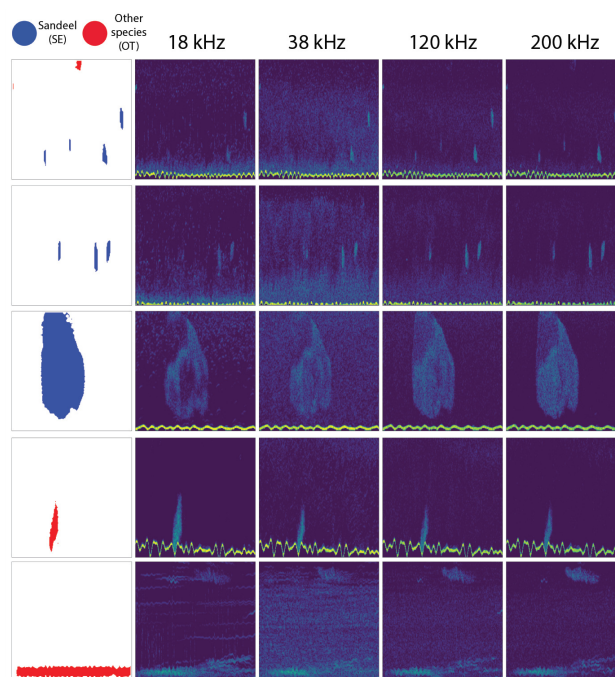 Sandeel
(SE)
Other
species
(OT)
18 kHz
38 kHz
120 kHz
200 kHz